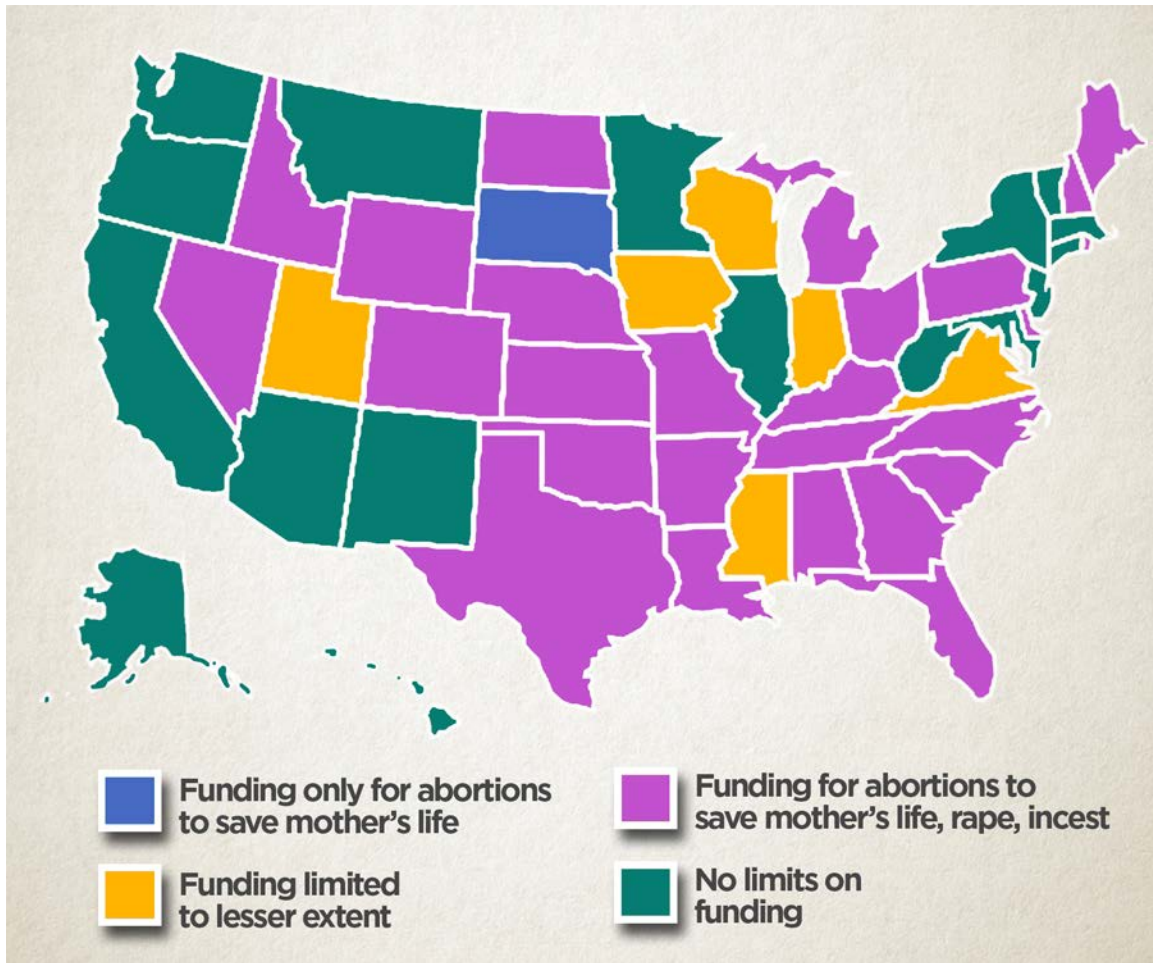 Funding only for abortions
to save mother's life
Funding for abortions to
save mother's life, rape, incest
Funding limited
to lesser extent
No limits on
funding